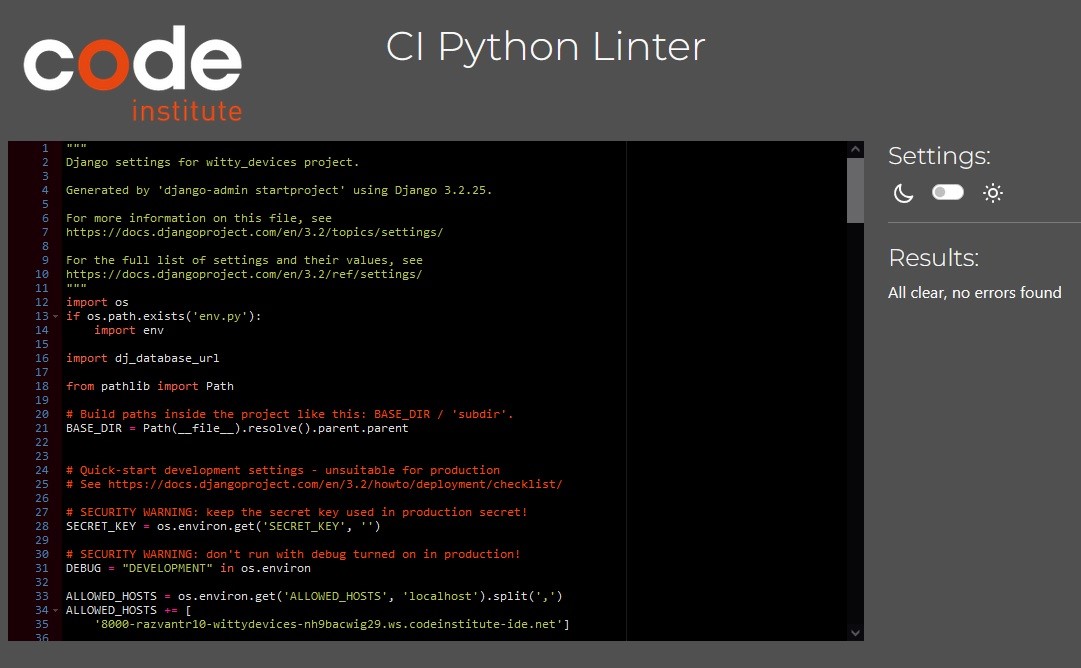 code
institute
CI Python Linter
1 """
2 Django settings for witty_devices project.
3
4 Generated by 'django-admin startproject' using Django 3.2.25.
5
6 For more information on this file, see
7 https://docs.djangoproject.com/en/3.2/topics/settings/
8
9 For the full list of settings and their values, see
10 https://docs.djangoproject.com/en/3.2/ref/settings/
11 """
12 import os
13 if os.path.exists('env.py'):
14     import env
15
16 import dj_database_url
17
18 from pathlib import Path
19
20 # Build paths inside the project like this: BASE_DIR / 'subdir'.
21 BASE_DIR = Path(__file__).resolve().parent.parent
22
23
24 # Quick-start development settings - unsuitable for production
25 # See https://docs.djangoproject.com/en/3.2/howto/deployment/checklist/
26
27 # SECURITY WARNING: keep the secret key used in production secret!
28 SECRET_KEY = os.environ.get('SECRET_KEY', '')
29
30 # SECURITY WARNING: don't run with debug turned on in production!
31 DEBUG = "DEVELOPMENT" in os.environ
32
33 ALLOWED_HOSTS = os.environ.get('ALLOWED_HOSTS', 'localhost').split(',')
34 ALLOWED_HOSTS += [
35     '8000-razvantr10-wittydevices-nh9bacwig29.ws.codeinstitute-ide.net']
36
Settings:
Results:
All clear, no errors found